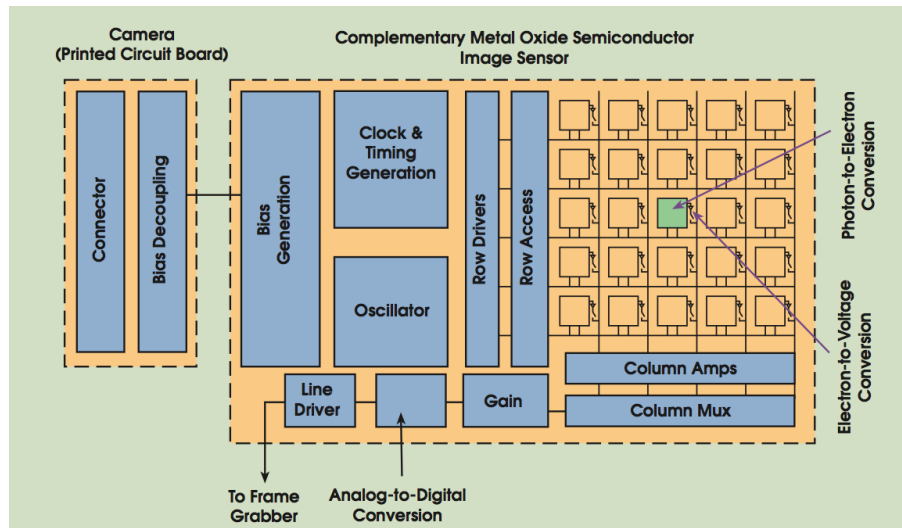 Camera
(Printed Circuit Board)
Complementary Metal Oxide Semiconductor
Image Sensor
Connector
Bias Decoupling
Bias
Generation
Clock &
Timing
Generation
Oscillator
Row Drivers
Row Access
Photon-to-Electron
Conversion
Electron-to-Voltage
Conversion
Column Amps
Column Mux
Line
Driver
Gain
To Frame
Grabber
Analog-to-Digital
Conversion